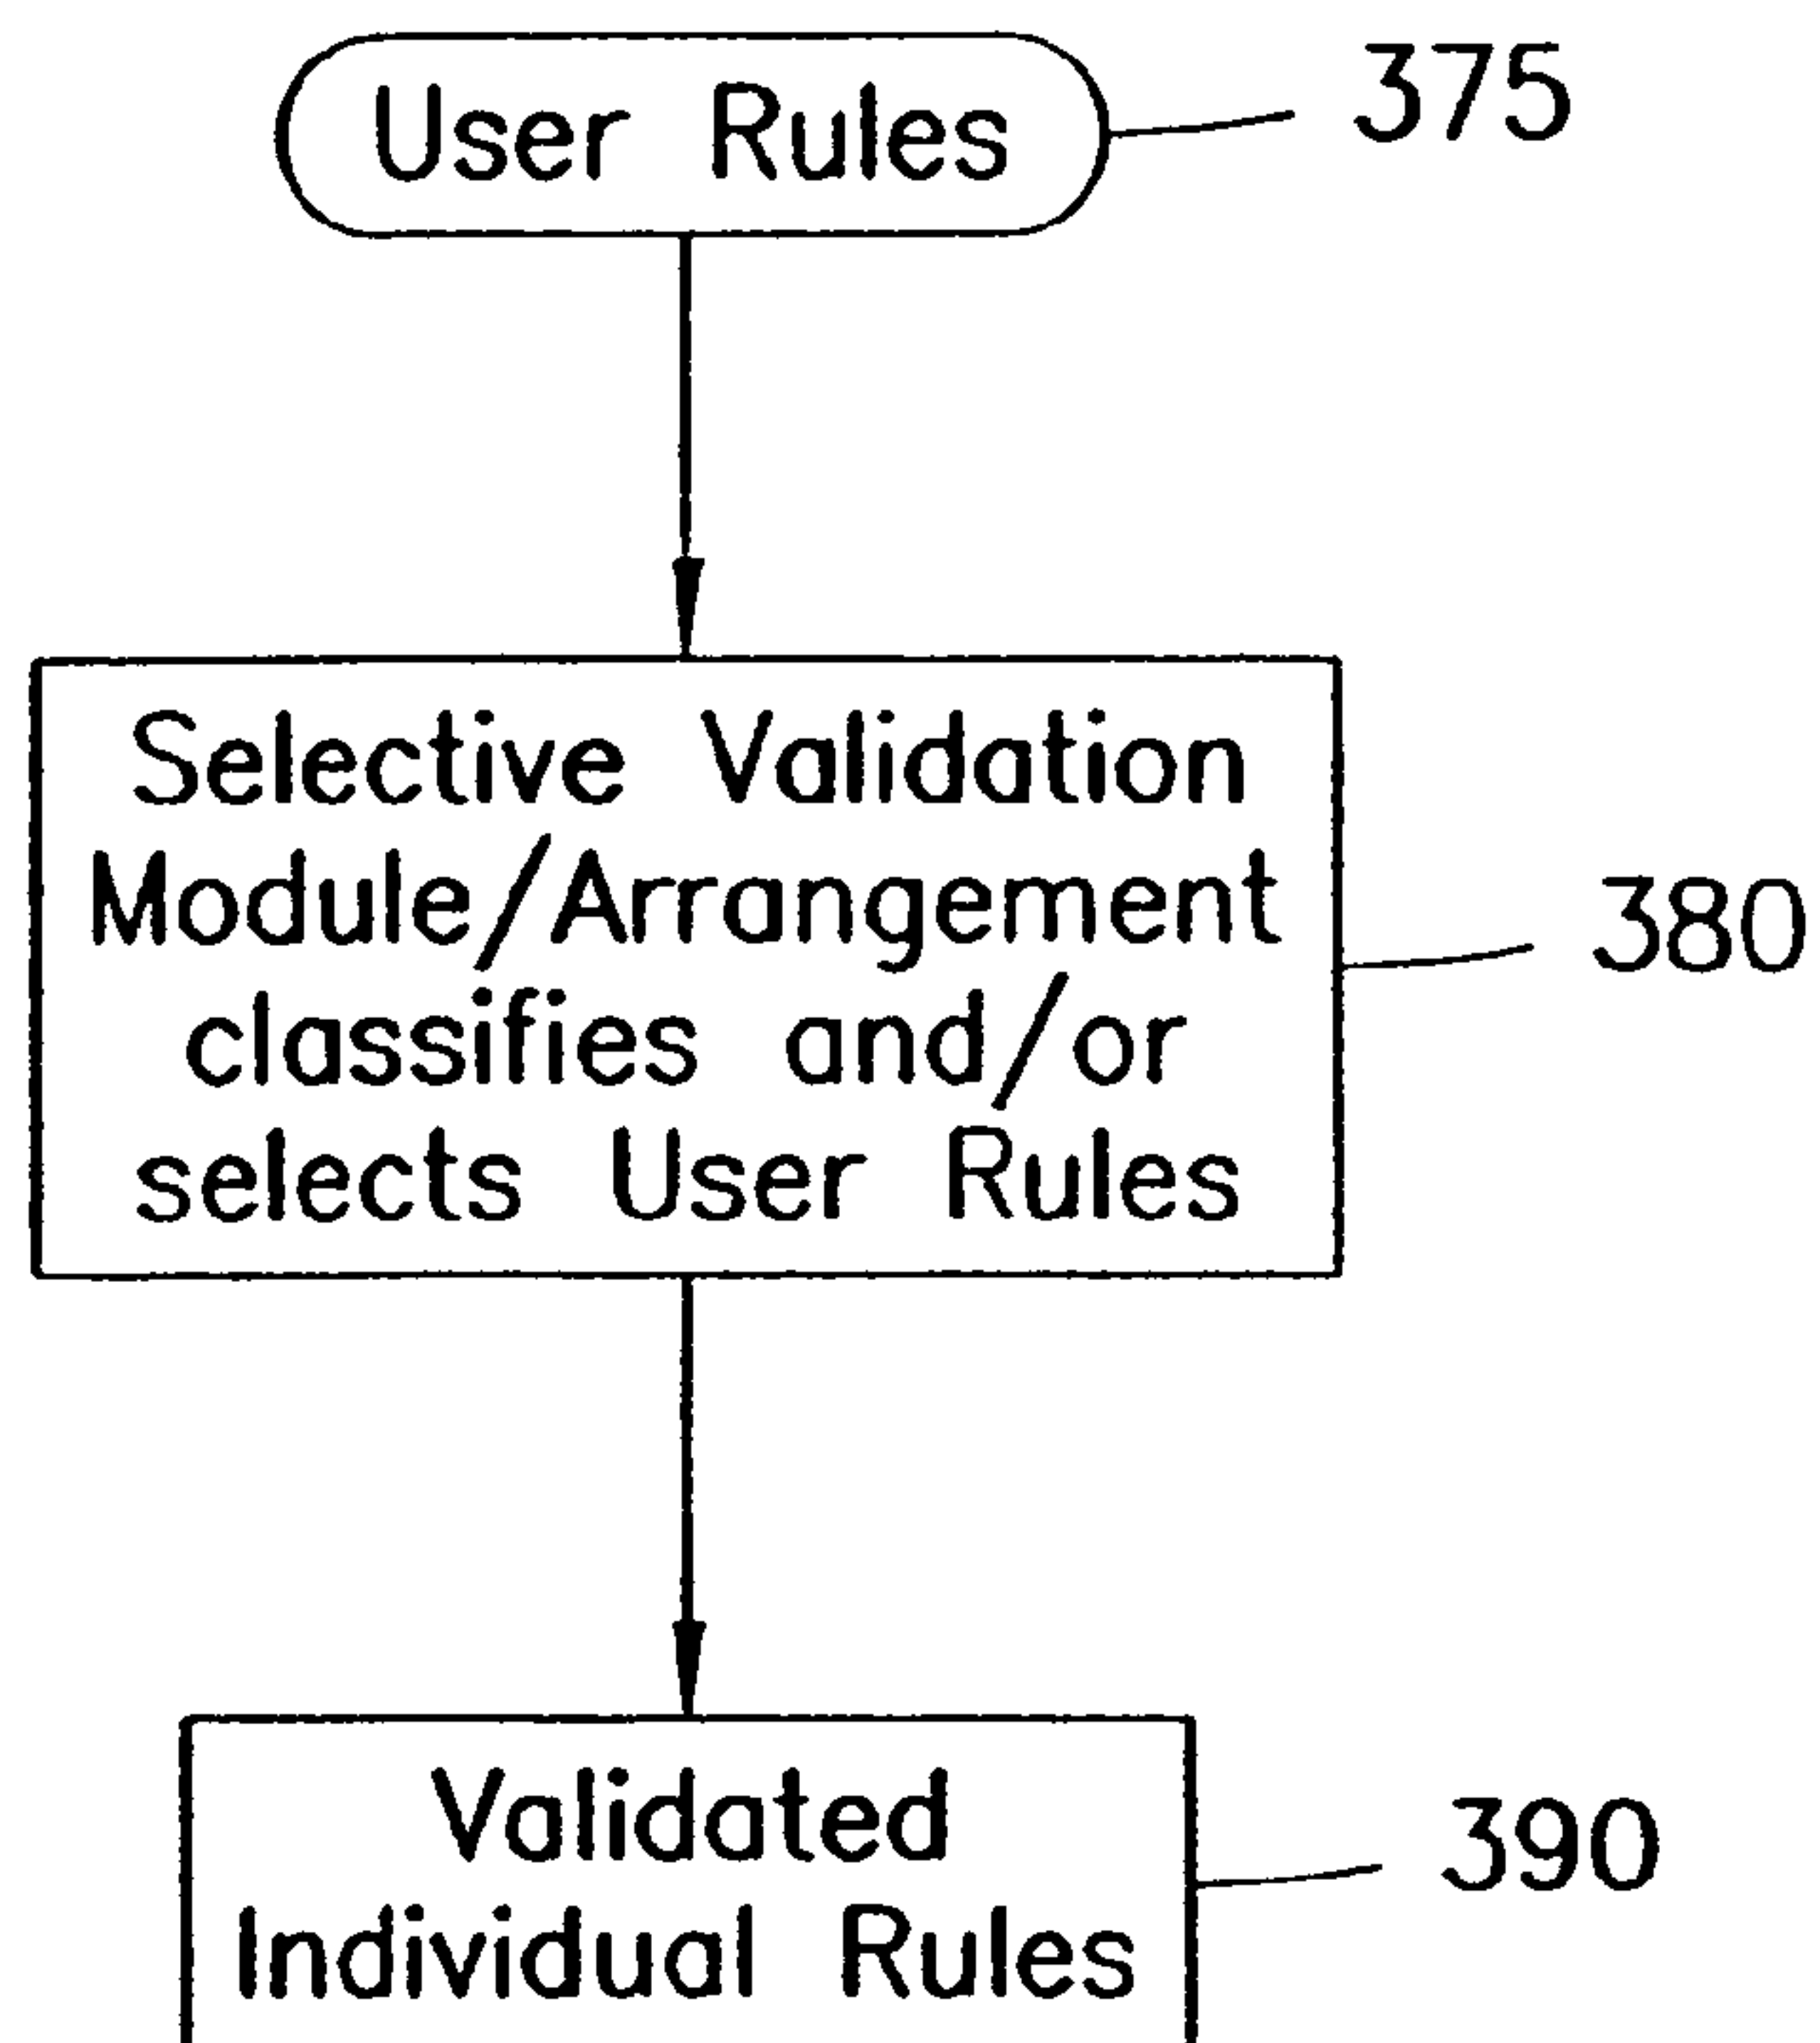 User Rules
375
Selective Validation
Module/Arrangement
classifies and/or
selects User Rules
380
Validated
Individual Rules
390